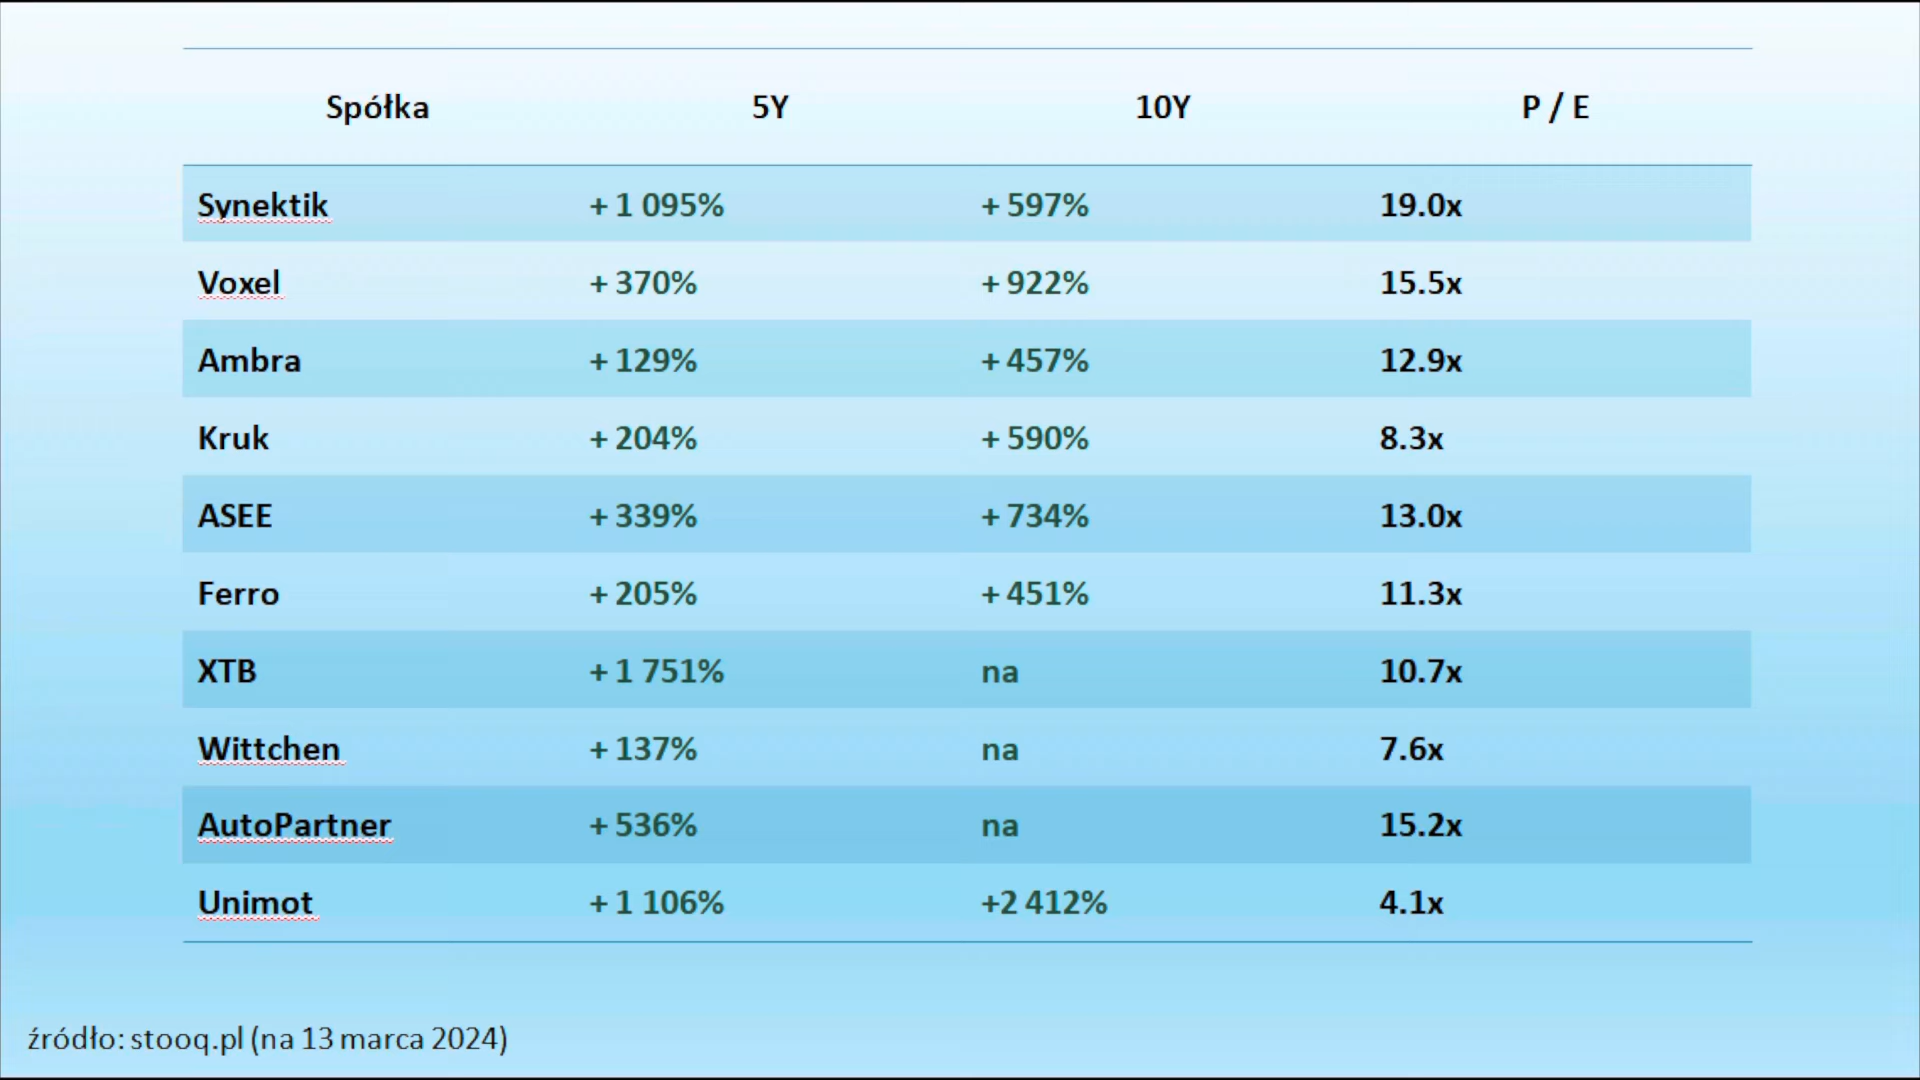 Spółka 5Y 10Y P / E
Synektik + 1 095% + 597% 19.0x
Voxel + 370% + 922% 15.5x
Ambra + 129% + 457% 12.9x
Kruk + 204% + 590% 8.3x
ASEE + 339% + 734% 13.0x
Ferro + 205% + 451% 11.3x
XTB + 1 751% na 10.7x
Wittchen + 137% na 7.6x
AutoPartner + 536% na 15.2x
Unimot + 1 106% +2 412% 4.1x
źródło: stooq.pl (na 13 marca 2024)